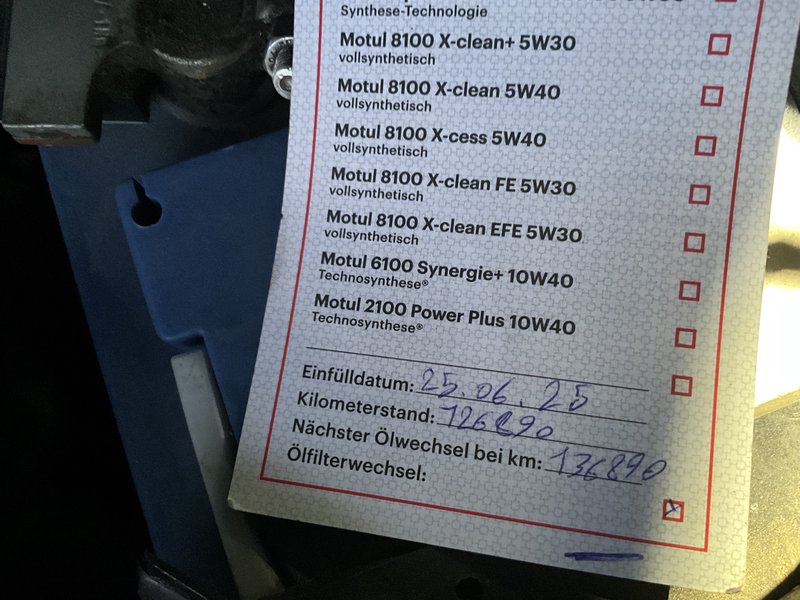 Synthese-Technologie
Motul 8100 X-clean+ 5W30
vollsynthetisch
Motul 8100 X-clean 5W40
vollsynthetisch
Motul 8100 X-cess 5W40
vollsynthetisch
Motul 8100 X-clean FE 5W30
vollsynthetisch
Motul 8100 X-clean EFE 5W30
vollsynthetisch
Motul 6100 Synergie+ 10W40
Technosynthese®
Motul 2100 Power Plus 10W40
Technosynthese®
Einfülldatum: 25.06.25
Kilometerstand: 126890
Nächster Ölwechsel bei km: 136890
Ölfilterwechsel: x